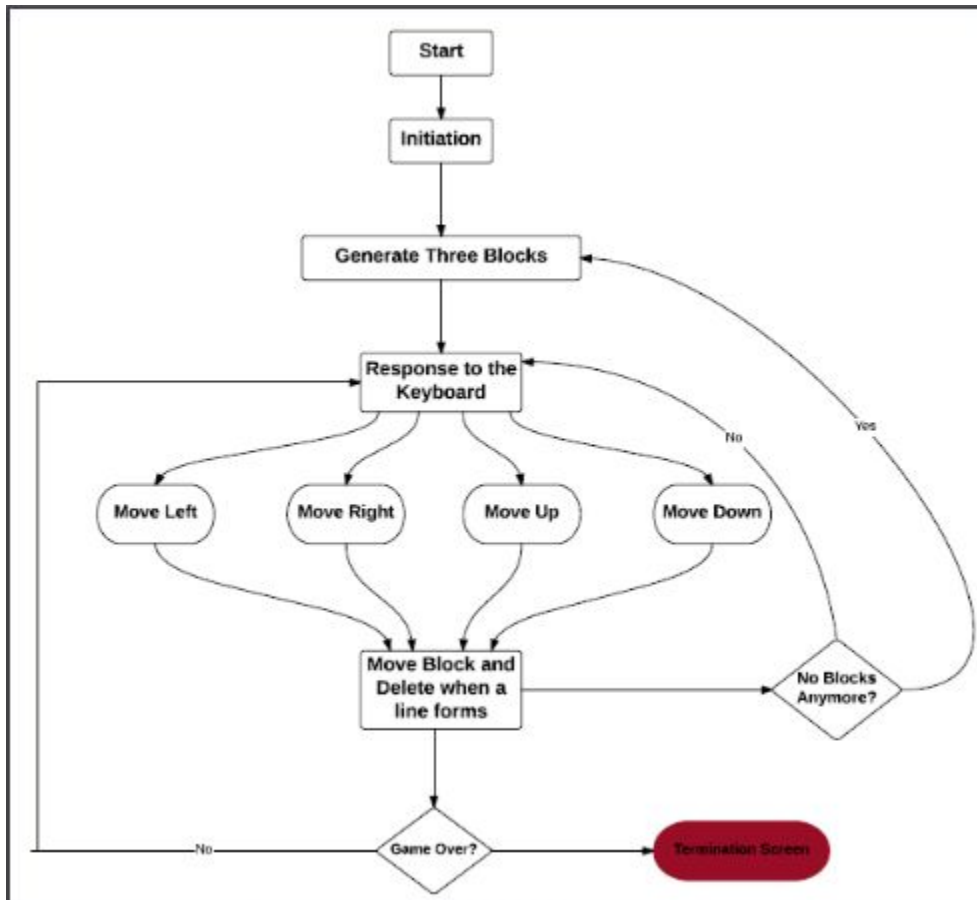 Start
Initiation
Generate Three Blocks
Response to the
Keyboard
No
Yes
Move Left
Move Right
Move Up
Move Down
Move Block and
Delete when a
line forms
No Blocks
Anymore?
No
Game Over?
Termination Screen